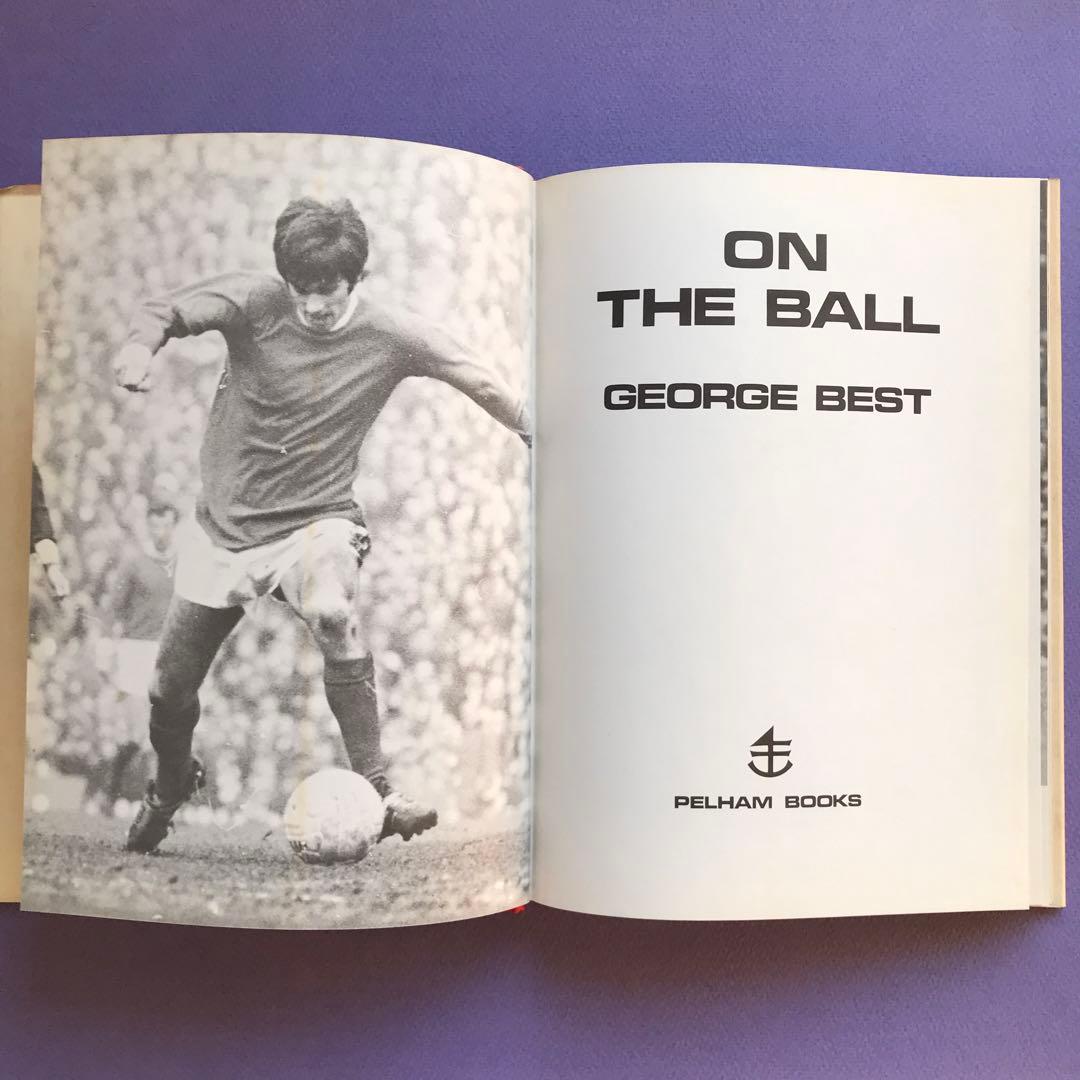 ON
THE BALL
GEORGE BEST
PELHAM BOOKS